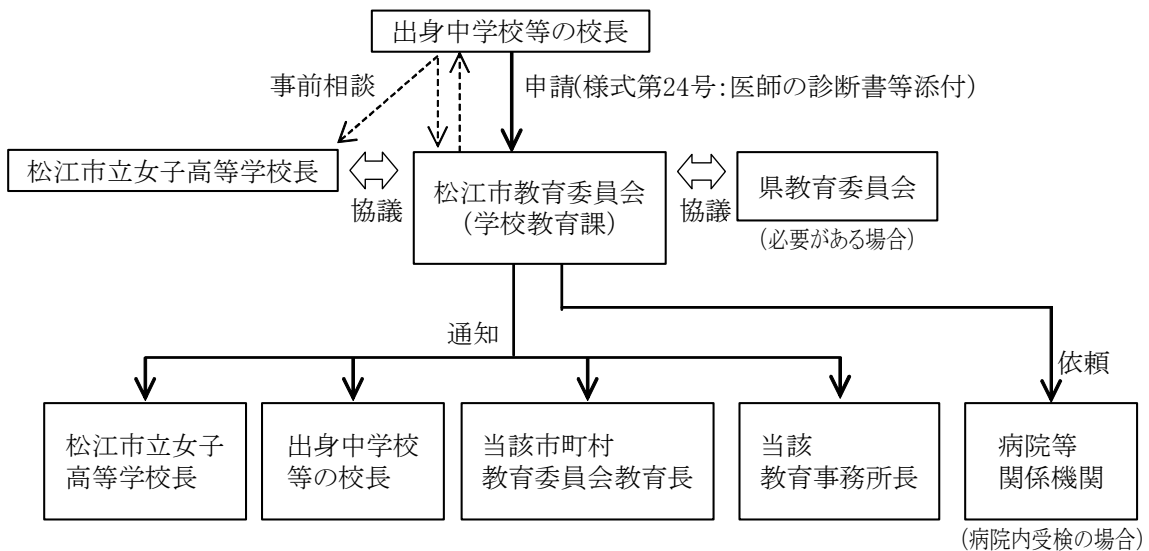 出身中学校等の校長
事前相談
申請(様式第24号:医師の診断書等添付)
松江市立女子高等学校長
協議
松江市教育委員会
(学校教育課)
協議
県教育委員会
(必要がある場合)
通知
依頼
松江市立女子
高等学校長
出身中学校
等の校長
当該市町村
教育委員会教育長
当該
教育事務所長
病院等
関係機関
(病院内受検の場合)